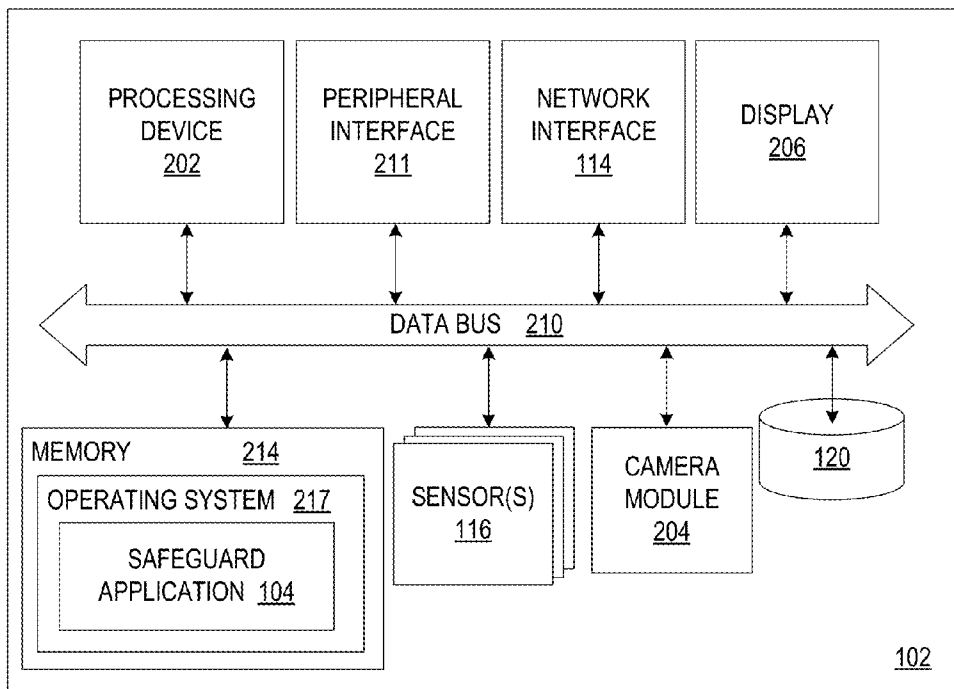 PROCESSING
DEVICE
202
PERIPHERAL
INTERFACE
211
NETWORK
INTERFACE
114
DISPLAY
206
DATA BUS 210
MEMORY 214
OPERATING SYSTEM 217
SAFEGUARD
APPLICATION 104
SENSOR(S)
116
CAMERA
MODULE
204
120
102